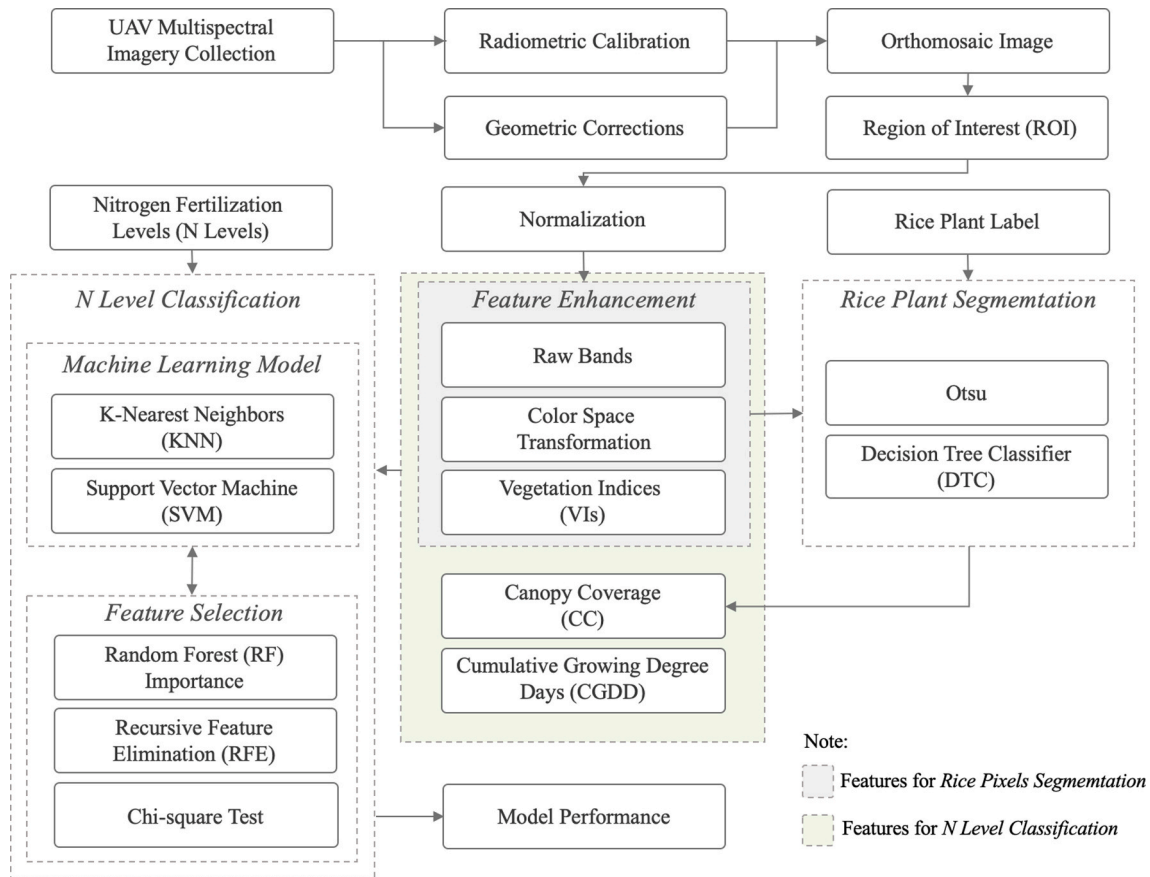 UAV Multispectral
Imagery Collection
Radiometric Calibration
Orthomosaic Image
Geometric Corrections
Region of Interest (ROI)
Nitrogen Fertilization
Levels (N Levels)
Normalization
Rice Plant Label
N Level Classification
Machine Learning Model
K-Nearest Neighbors
(KNN)
Support Vector Machine
(SVM)
Feature Selection
Random Forest (RF)
Importance
Recursive Feature
Elimination (RFE)
Chi-square Test
Feature Enhancement
Raw Bands
Color Space
Transformation
Vegetation Indices
(VIs)
Canopy Coverage
(CC)
Cumulative Growing Degree
Days (CGDD)
Model Performance
Rice Plant Segmemtation
Otsu
Decision Tree Classifier
(DTC)
Note:
Features for Rice Pixels Segmemtation
Features for N Level Classification